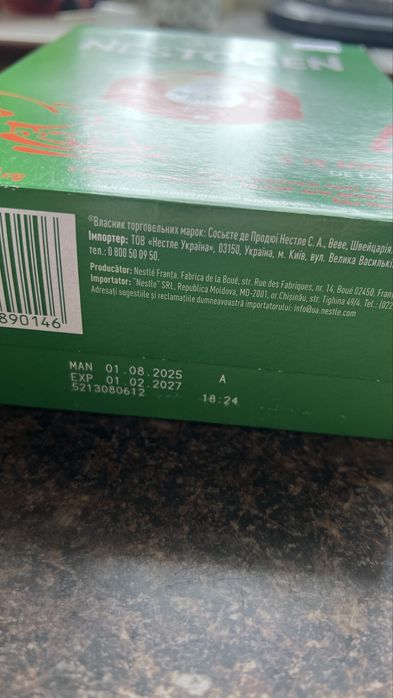 NESTOGEN
®Власник торговельних марок: Сосьєте де Продюї Нестле С. А., Веве, Швейцарія.
Імпортер: ТОВ «Нестле Україна», 03150, Україна, м. Київ, вул. Велика
тел.: 0 800 50 09 50.
Producător: Nestlé Franța. Fabrica de la Boué, str. Rue des Fabriques, nr. 14, Boué 02450,
Importator: "Nestle" SRL, Republica Moldova, MD-2001, or.Chișinău, str. Tighina 49/4. Tel.:
Adresați sugestiile și reclamațiile dumneavoastră importatorului: info@ua.nestle.com
890146
MAN 01.08.2025 A
EXP 01.02.2027
5213080612 18:24